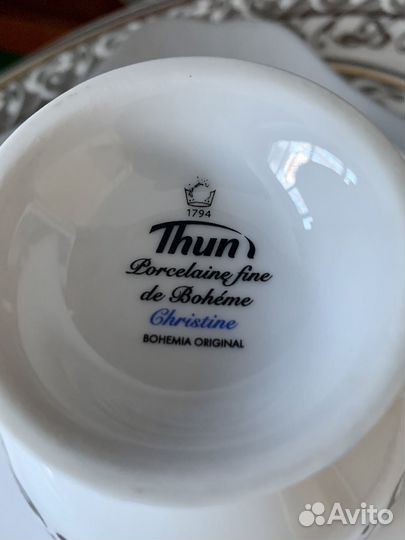 1794
Thun
Porcelaine fine
de Bohéme
Christine
BOHEMIA ORIGINAL
Avito